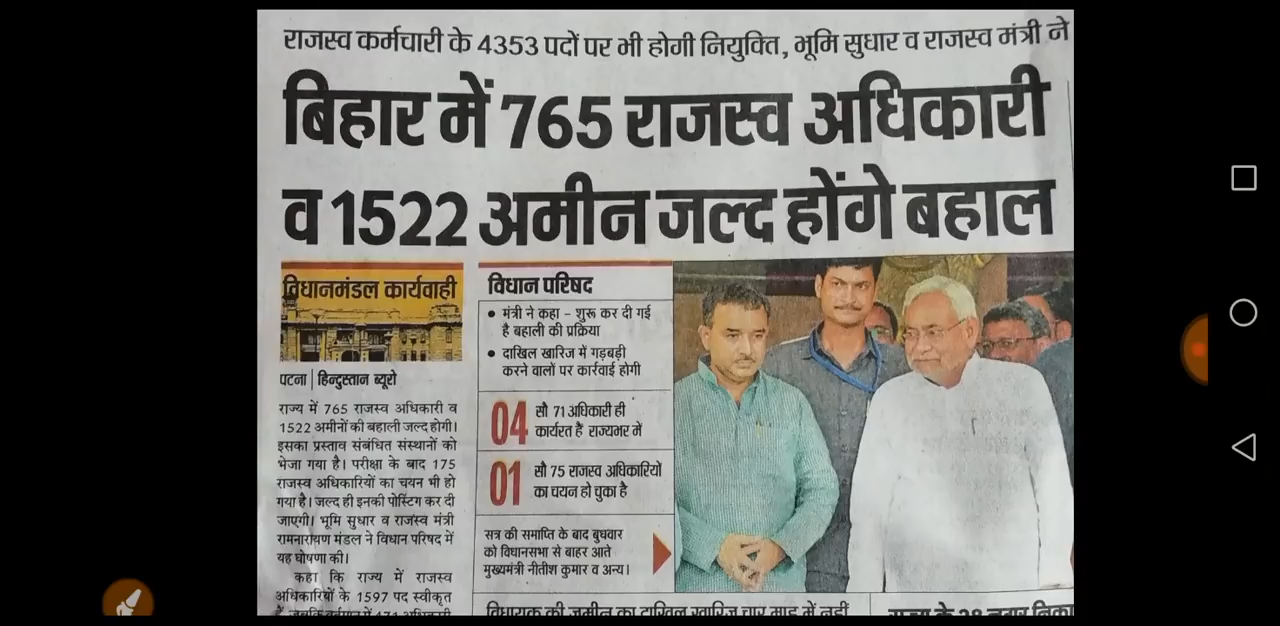 राजस्व कर्मचारी के 4353 पदों पर भी होगी नियुक्ति, भूमि सुधार व राजस्व मंत्री ने
बिहार में 765 राजस्व अधिकारी
व 1522 अमीन जल्द होंगे बहाल
विधानमंडल कार्यवाही
पटना | हिन्दुस्तान ब्यूरो
राज्य में 765 राजस्व अधिकारी व
1522 अमीनों की बहाली जल्द होगी।
इसका प्रस्ताव संबंधित संस्थानों को
भेजा गया है। परीक्षा के बाद 175
राजस्व अधिकारियों का चयन भी हो
गया है। जल्द ही इनकी पोस्टिंग कर दी
जाएगी। भूमि सुधार व राजस्व मंत्री
रामनारायण मंडल ने विधान परिषद में
यह घोषणा की।
कहा कि राज्य में राजस्व
अधिकारियों के 1597 पद स्वीकृत
विधान परिषद
• मंत्री ने कहा - शुरू कर दी गई
है बहाली की प्रक्रिया
• दाखिल खारिज में गड़बड़ी
करने वालों पर कार्रवाई होगी
04 सौ 71 अधिकारी ही
कार्यरत हैं राज्यभर में
01 सौ 75 राजस्व अधिकारियों
का चयन हो चुका है
सत्र की समाप्ति के बाद बुधवार
को विधानसभा से बाहर आते
मुख्यमंत्री नीतीश कुमार व अन्य।
विधायक की जमीन का दाखिल खारिज चार माह में नहीं